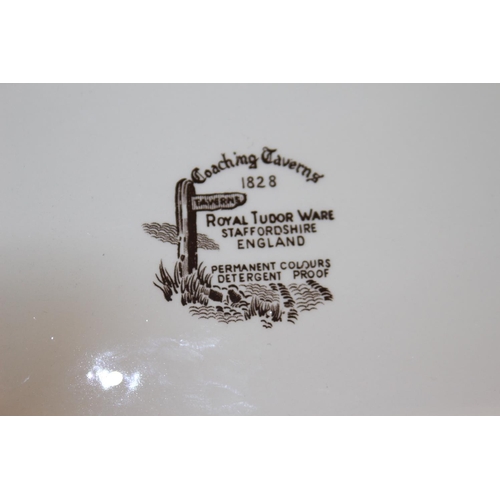 Coaching Taverns
1828
TAVERNS
ROYAL TUDOR WARE
STAFFORDSHIRE
ENGLAND
PERMANENT COLOURS
DETERGENT PROOF